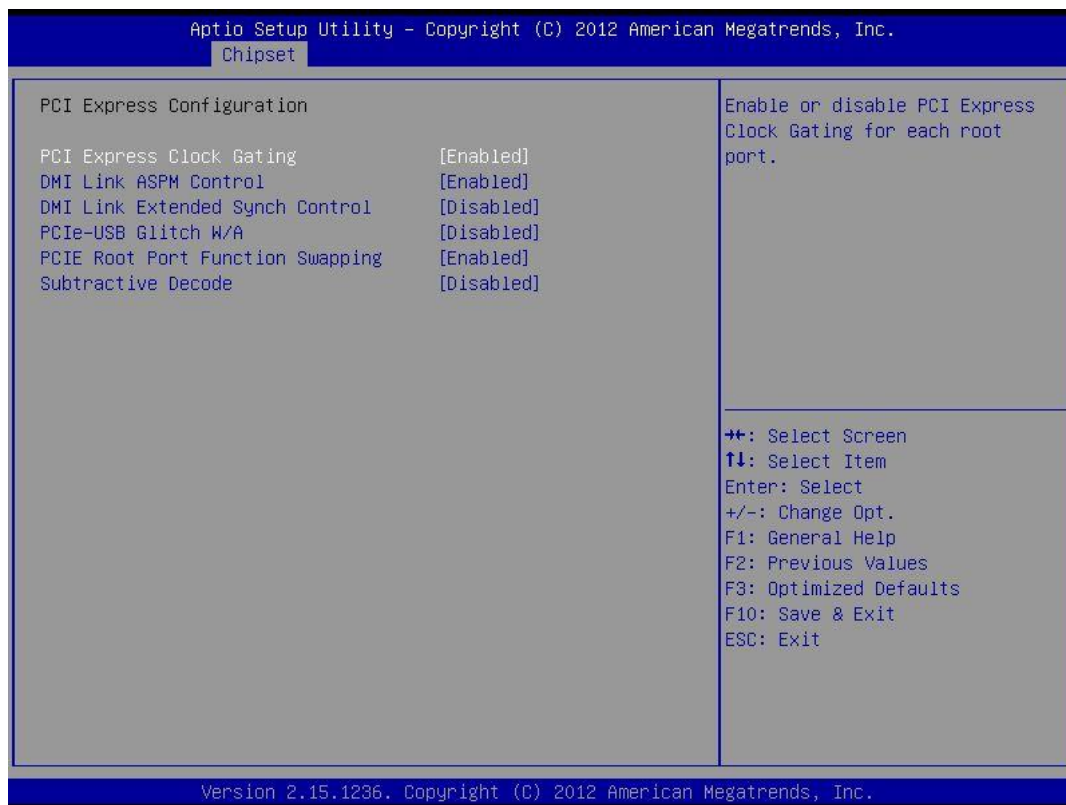 Aptio Setup Utility – Copyright (C) 2012 American Megatrends, Inc.
Chipset
PCI Express Configuration
PCI Express Clock Gating [Enabled]
DMI Link ASPM Control [Enabled]
DMI Link Extended Synch Control [Disabled]
PCIe-USB Glitch W/A [Disabled]
PCIE Root Port Function Swapping [Enabled]
Subtractive Decode [Disabled]
Enable or disable PCI Express
Clock Gating for each root
port.
→←: Select Screen
↑↓: Select Item
Enter: Select
+/-: Change Opt.
F1: General Help
F2: Previous Values
F3: Optimized Defaults
F10: Save & Exit
ESC: Exit
Version 2.15.1236. Copyright (C) 2012 American Megatrends, Inc.